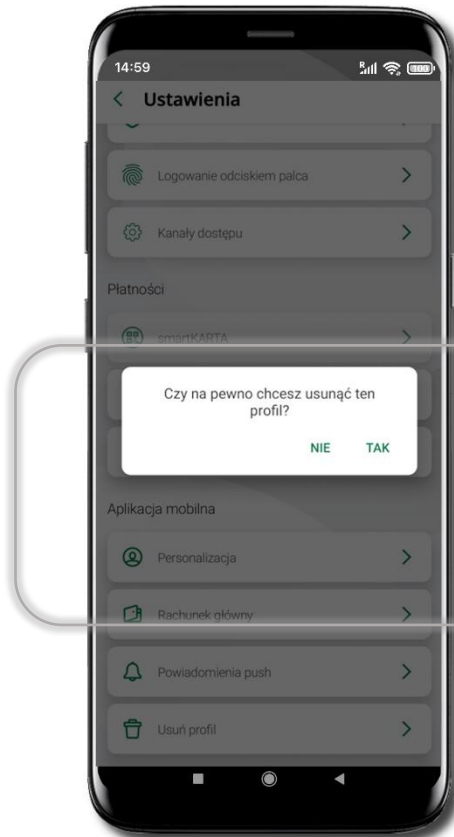 14:59
Ustawienia
Logowanie odciskiem palca
Kanały dostępu
Płatności
smartKARTA
Czy na pewno chcesz usunąć ten
profil?
NIE TAK
Aplikacja mobilna
Personalizacja
Rachunek główny
Powiadomienia push
Usuń profil